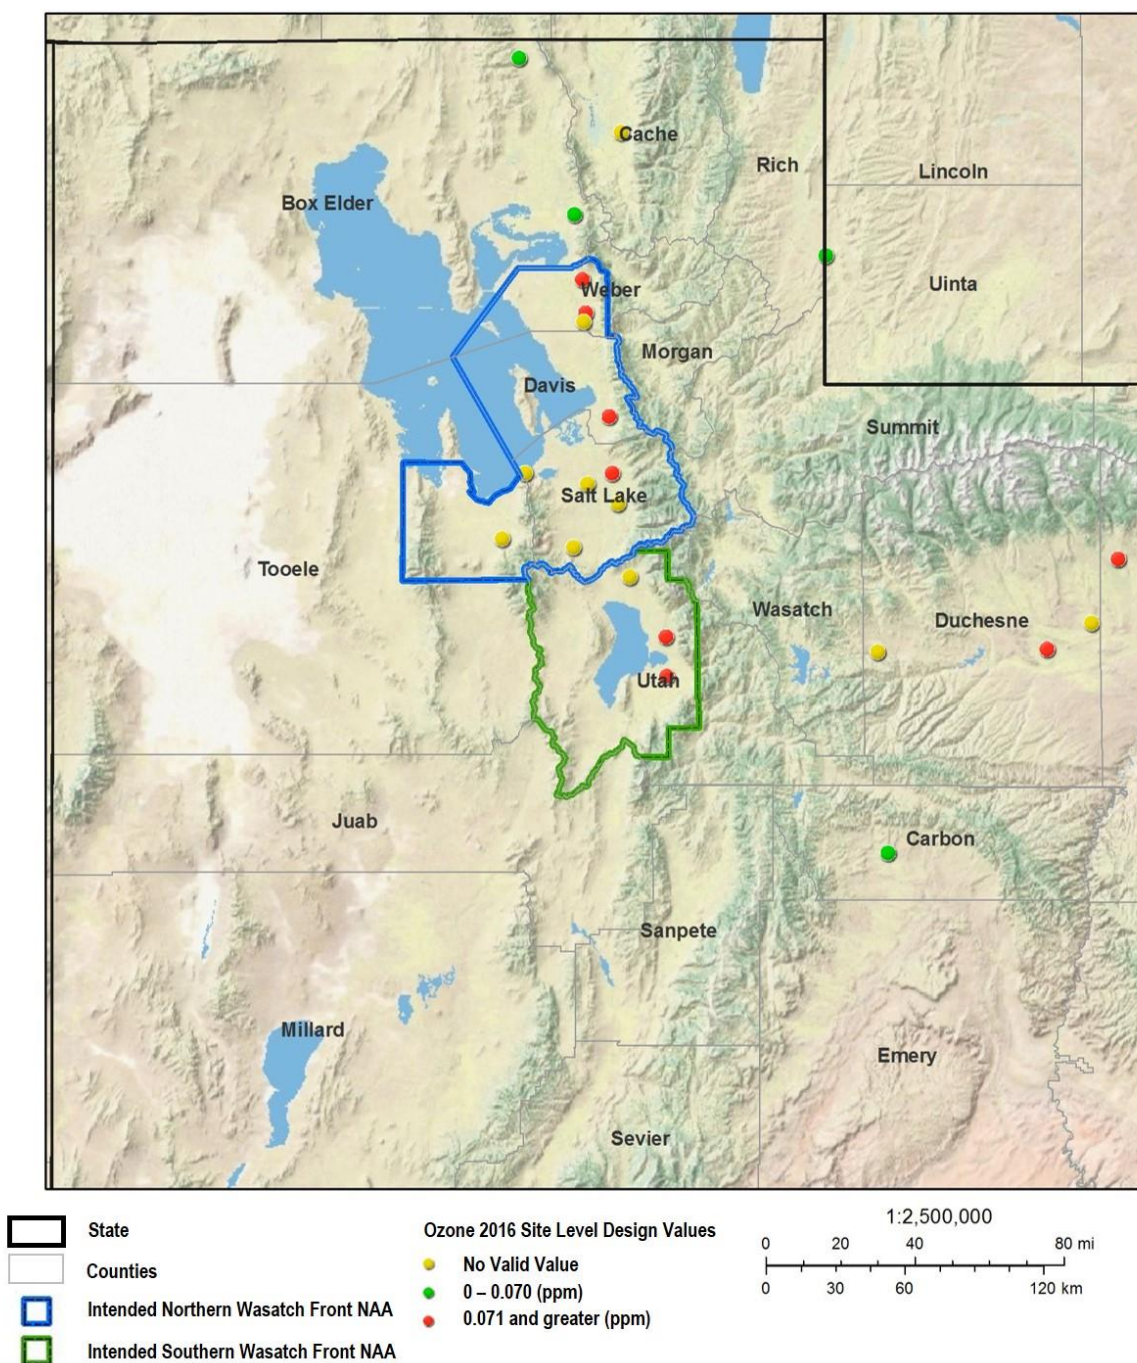 Cache
Rich
Lincoln
Box Elder
Uinta
Weber
Morgan
Davis
Summit
Salt Lake
Tooele
Wasatch
Duchesne
Utah
Juab
Carbon
Sanpete
Millard
Emery
Sevier
State
Counties
Intended Northern Wasatch Front NAA
Intended Southern Wasatch Front NAA
Ozone 2016 Site Level Design Values
No Valid Value
0 – 0.070 (ppm)
0.071 and greater (ppm)
1:2,500,000
0 20 40 80 mi
0 30 60 120 km